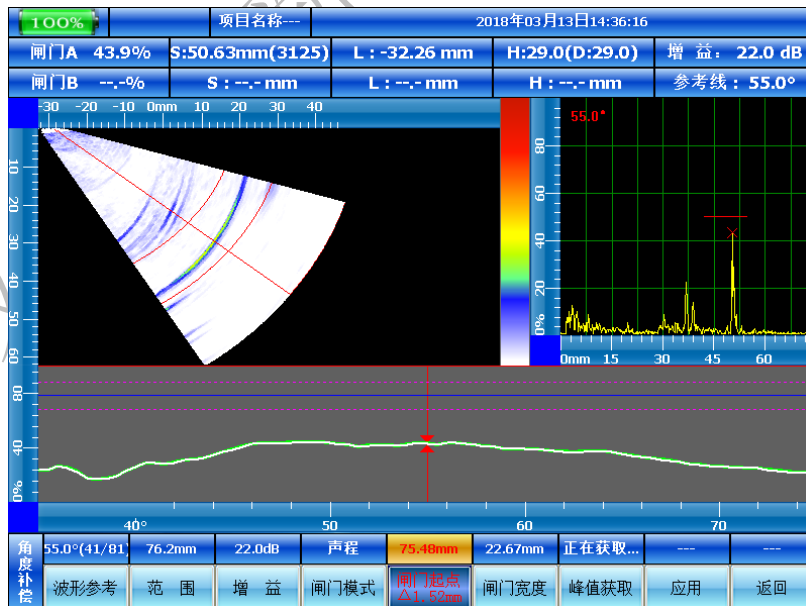 100% 项目名称--- 2018年03月13日14:36:16
闸门A 43.9% S:50.63mm(3125) L : -32.26 mm H:29.0(D:29.0) 增 益: 22.0 dB
闸门B --.-% S : --.- mm L : --.- mm H : --.- mm 参考线 : 55.0°
-30 -20 -10 0mm 10 20 30 40
10
20
30
40
50
60
55.0°
80
60
40
20
0%
0mm 15 30 45 60
80
40
0%
40° 50 60 70
角度补偿
55.0°(41/81) 76.2mm 22.0dB 声程 75.48mm 22.67mm 正在获取... --- ---
波形参考 范 围 增 益 闸门模式 闸门起点 闸门宽度 峰值获取 应用 返回
△1.52mm